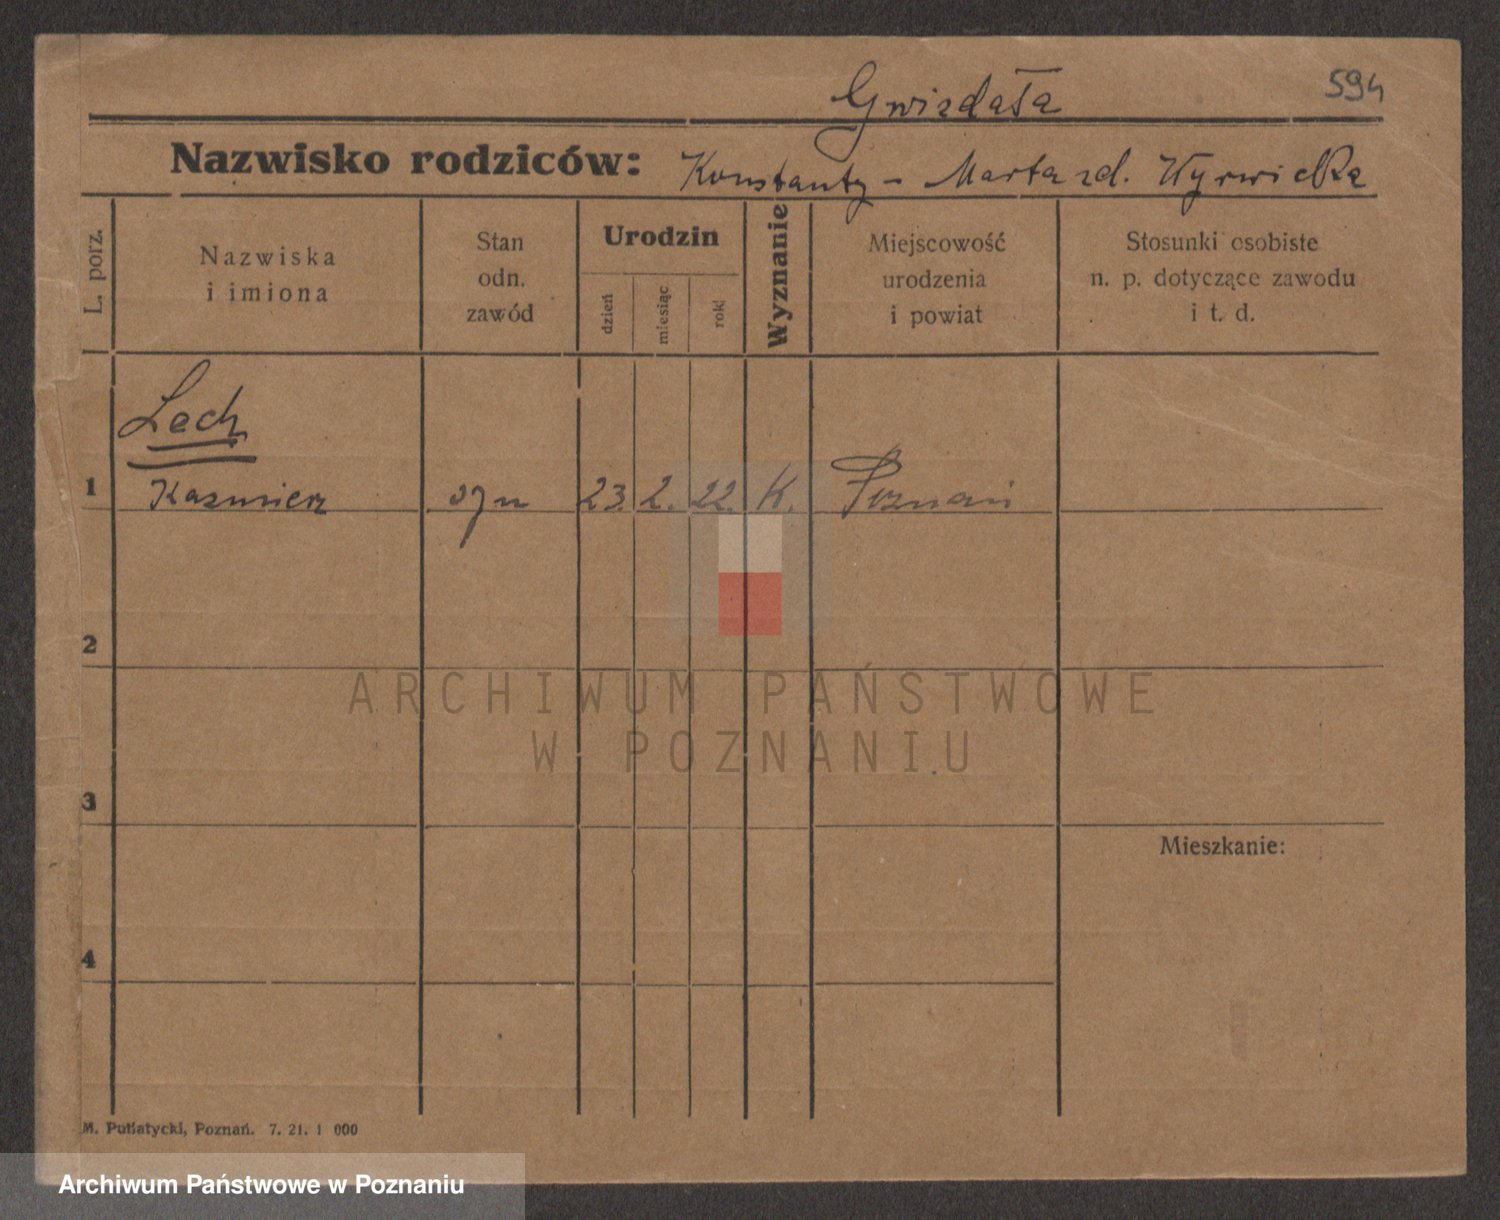 Gwizdała 594
Nazwisko rodziców: Konstanty - Marta zd. Wyrwicka
L. porz.
Nazwiska
i imiona
Stan
odn.
zawód
Urodzin
dzień
miesiąc
rok
Wyznanie
Miejscowość
urodzenia
i powiat
Stosunki osobiste
n. p. dotyczące zawodu
i t. d.
Lech
1 Kazimierz syn 23. 2. 22. K. Poznań
2
ARCHIWUM PAŃSTWOWE
W POZNANIU
3
Mieszkanie:
4
M. Putiatycki, Poznań. 7. 21. 1 000
Archiwum Państwowe w Poznaniu